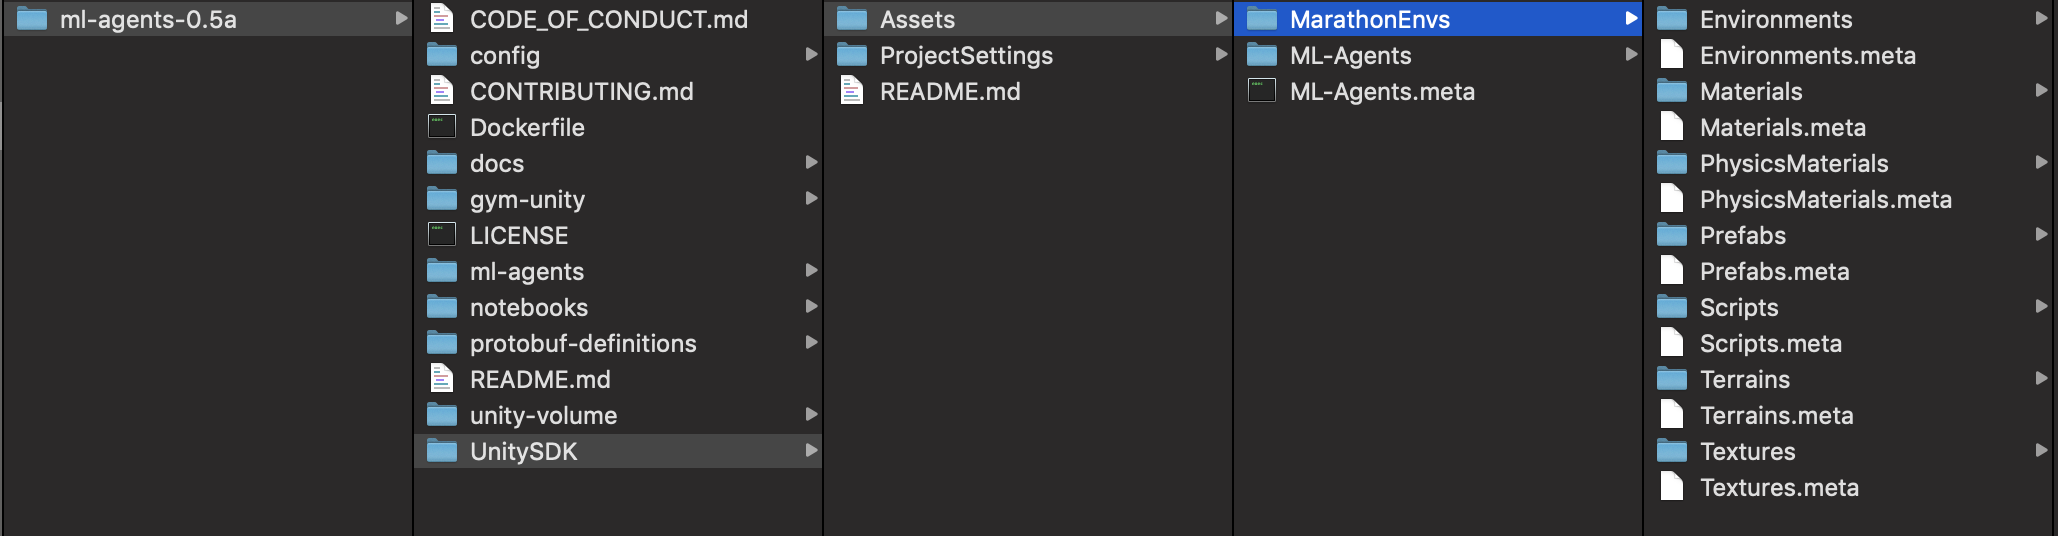 ml-agents-0.5a
CODE_OF_CONDUCT.md
config
CONTRIBUTING.md
Dockerfile
docs
gym-unity
LICENSE
ml-agents
notebooks
protobuf-definitions
README.md
unity-volume
UnitySDK
Assets
ProjectSettings
README.md
MarathonEnvs
ML-Agents
ML-Agents.meta
Environments
Environments.meta
Materials
Materials.meta
PhysicsMaterials
PhysicsMaterials.meta
Prefabs
Prefabs.meta
Scripts
Scripts.meta
Terrains
Terrains.meta
Textures
Textures.meta